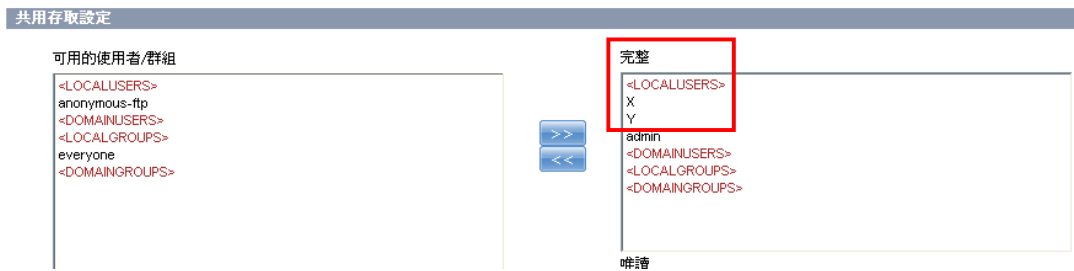 共用存取設定
可用的使用者/群組
<LOCALUSERS>
anonymous-ftp
<DOMAINUSERS>
<LOCALGROUPS>
everyone
<DOMAINGROUPS>
>>
<<
完整
<LOCALUSERS>
X
Y
admin
<DOMAINUSERS>
<LOCALGROUPS>
<DOMAINGROUPS>
唯讀